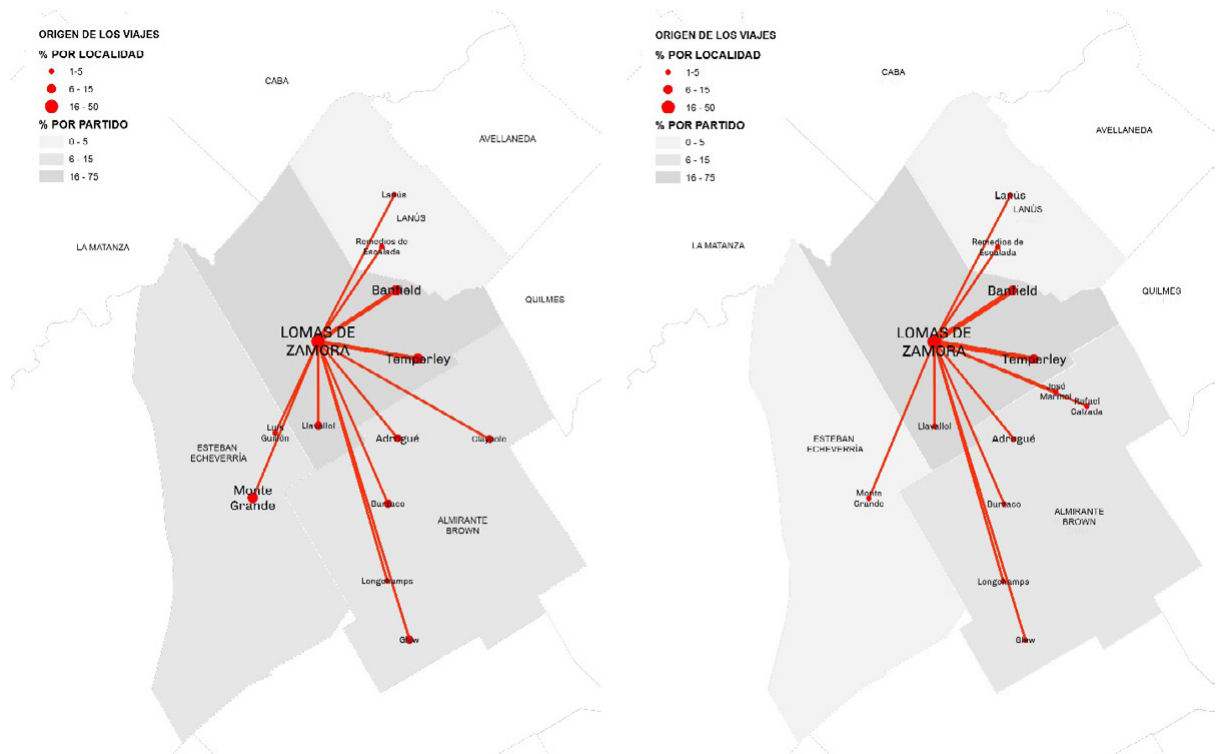 ORIGEN DE LOS VIAJES
% POR LOCALIDAD
1-5
6 - 15
16 - 50
% POR PARTIDO
0 - 5
6 - 15
16 - 75
CABA
AVELLANEDA
Lanús
LANÚS
LA MATANZA
Remedios de
Escalada
Banfield
QUILMES
LOMAS DE
ZAMORA
Temperley
Luis
Guillón
Llavallol
Adrogué
Claypole
ESTEBAN
ECHEVERRÍA
Monte
Grande
Burzaco
ALMIRANTE
BROWN
Longchamps
Glew
ORIGEN DE LOS VIAJES
% POR LOCALIDAD
1-5
6 - 15
16 - 50
% POR PARTIDO
0 - 5
6 - 15
16 - 75
CABA
AVELLANEDA
Lanús
LANÚS
LA MATANZA
Remedios de
Escalada
Banfield
QUILMES
LOMAS DE
ZAMORA
Temperley
José
Marmol
Rafael
Calzada
Llavallol
Adrogué
ESTEBAN
ECHEVERRÍA
Monte
Grande
Burzaco
ALMIRANTE
BROWN
Longchamps
Glew